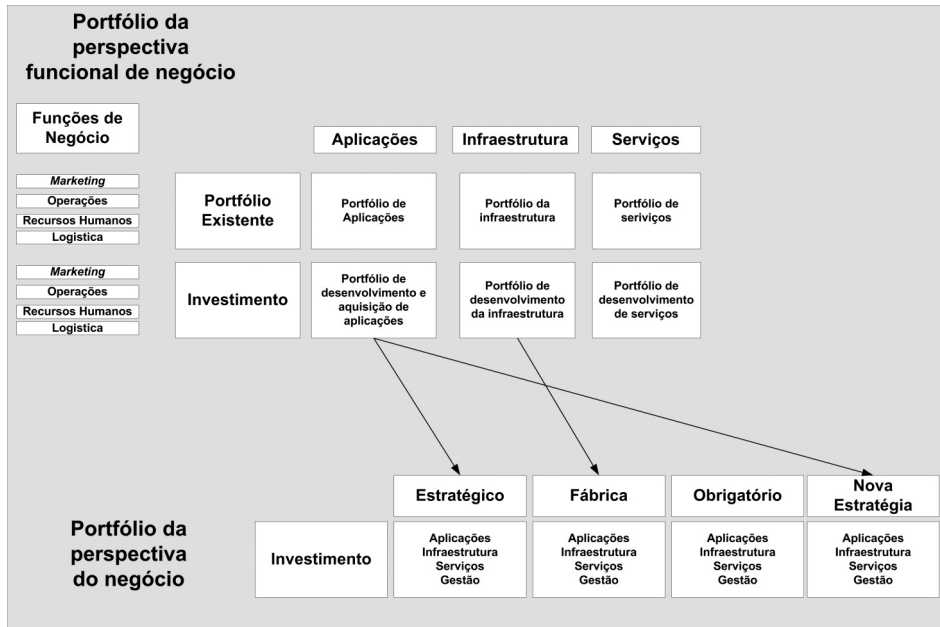 Portfólio da
perspectiva
funcional de negócio
Funções de
Negócio
Aplicações
Infraestrutura
Serviços
Marketing
Operações
Recursos Humanos
Logistica
Portfólio
Existente
Portfólio de
Aplicações
Portfólio da
infraestrutura
Portfólio de
seriviços
Marketing
Operações
Recursos Humanos
Logistica
Investimento
Portfólio de
desenvolvimento e
aquisição de
aplicações
Portfólio de
desenvolvimento
da infraestrutura
Portfólio de
desenvolvimento
de serviços
Estratégico
Fábrica
Obrigatório
Nova
Estratégia
Portfólio da
perspectiva
do negócio
Investimento
Aplicações
Infraestrutura
Serviços
Gestão
Aplicações
Infraestrutura
Serviços
Gestão
Aplicações
Infraestrutura
Serviços
Gestão
Aplicações
Infraestrutura
Serviços
Gestão